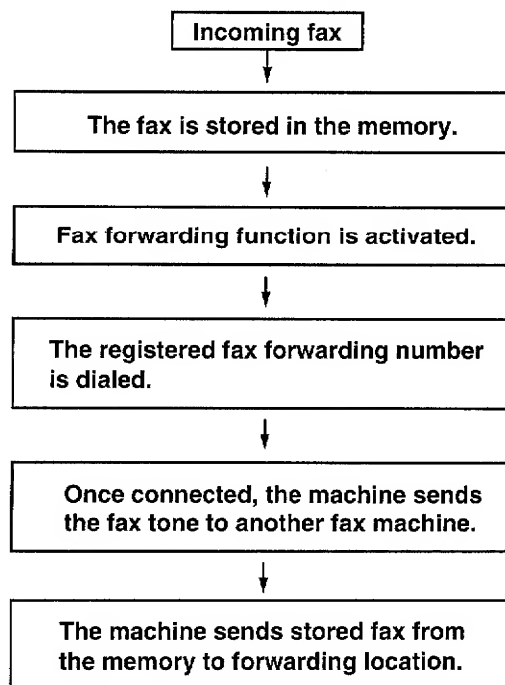 Incoming fax
The fax is stored in the memory.
Fax forwarding function is activated.
The registered fax forwarding number
is dialed.
Once connected, the machine sends
the fax tone to another fax machine.
The machine sends stored fax from
the memory to forwarding location.